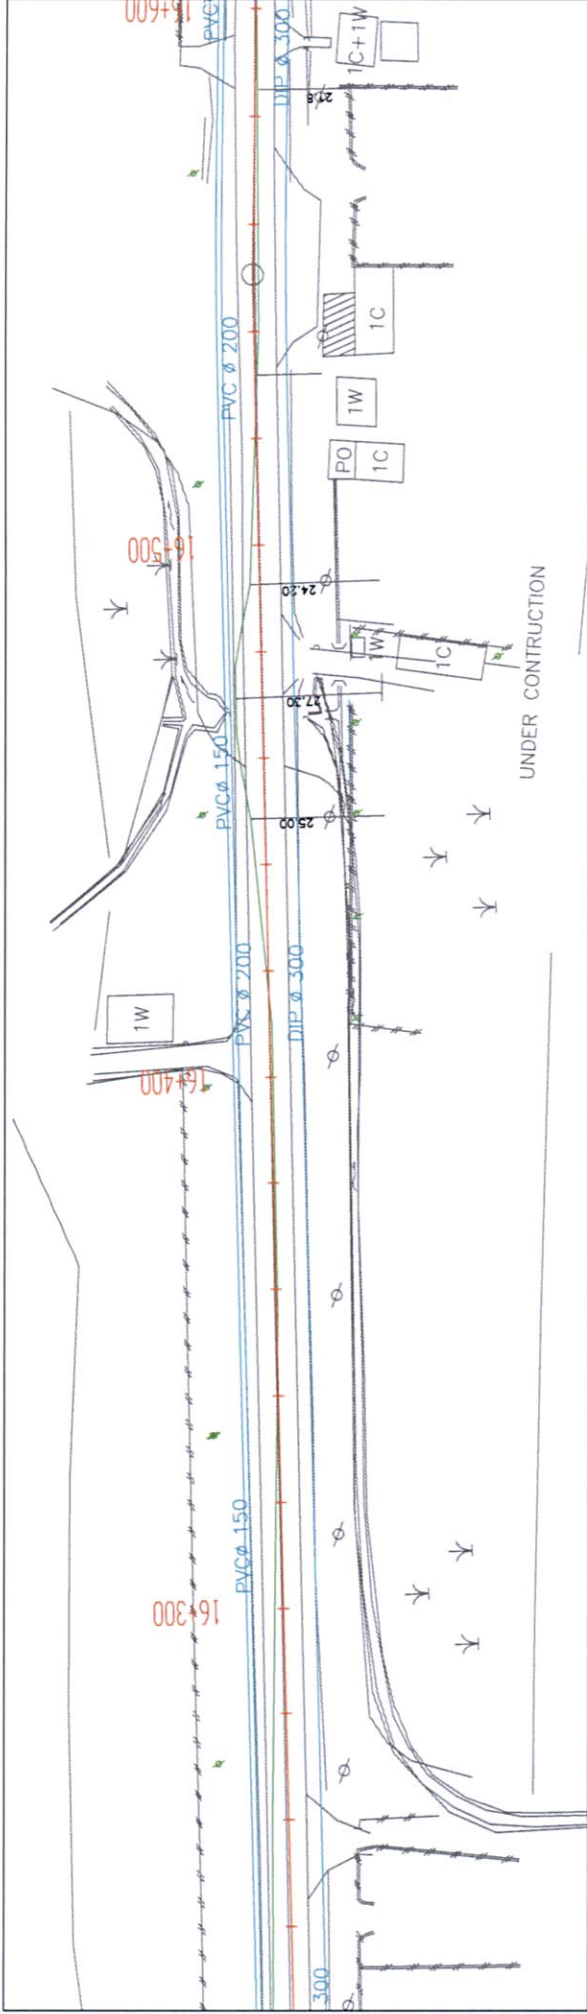 16+600
PVC
DIP ø 300
1C+1W
21.8
PVC ø 200
1C
1W
PO
1C
16+500
24.20
1W
1C
27.30
UNDER CONTRUCTION
PVCø 150
25.00
PVC ø 200
DIP ø 300
1W
16+400
PVCø 150
16+300
300